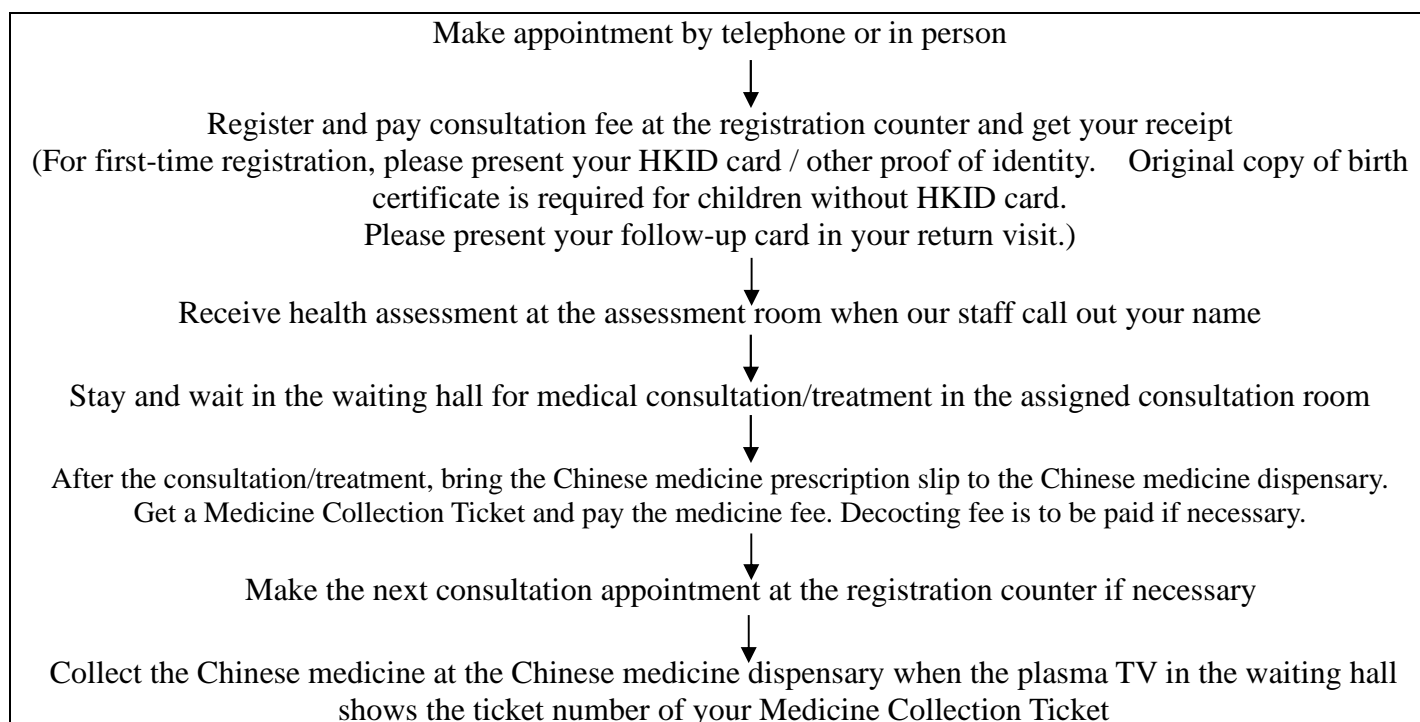 Make appointment by telephone or in person
Register and pay consultation fee at the registration counter and get your receipt
(For first-time registration, please present your HKID card / other proof of identity. Original copy of birth
certificate is required for children without HKID card.
Please present your follow-up card in your return visit.)
Receive health assessment at the assessment room when our staff call out your name
Stay and wait in the waiting hall for medical consultation/treatment in the assigned consultation room
After the consultation/treatment, bring the Chinese medicine prescription slip to the Chinese medicine dispensary.
Get a Medicine Collection Ticket and pay the medicine fee. Decocting fee is to be paid if necessary.
Make the next consultation appointment at the registration counter if necessary
Collect the Chinese medicine at the Chinese medicine dispensary when the plasma TV in the waiting hall
shows the ticket number of your Medicine Collection Ticket